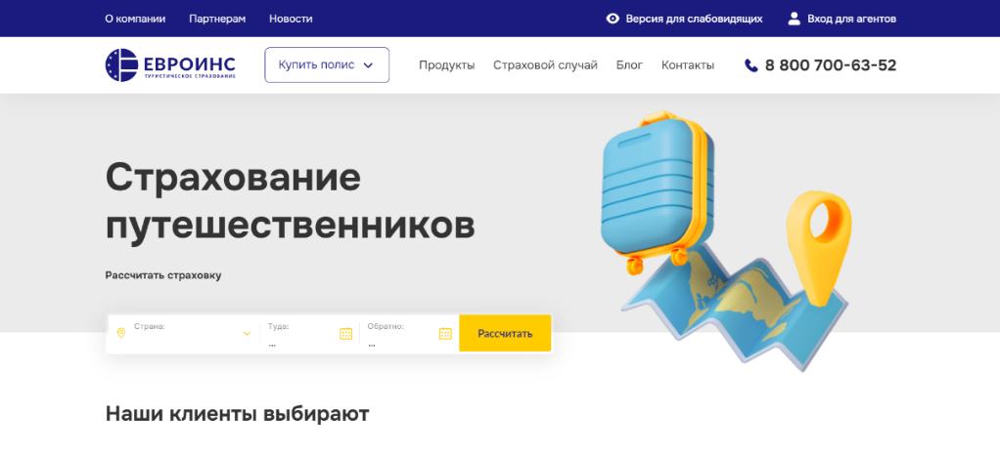 О компании Партнерам Новости Версия для слабовидящих Вход для агентов
ЕВРОИНС
ТУРИСТИЧЕСКОЕ СТРАХОВАНИЕ
Купить полис Продукты Страховой случай Блог Контакты 8 800 700-63-52
Страхование
путешественников
Рассчитать страховку
Страна: Туда: Обратно:
... ... Рассчитать
Наши клиенты выбирают